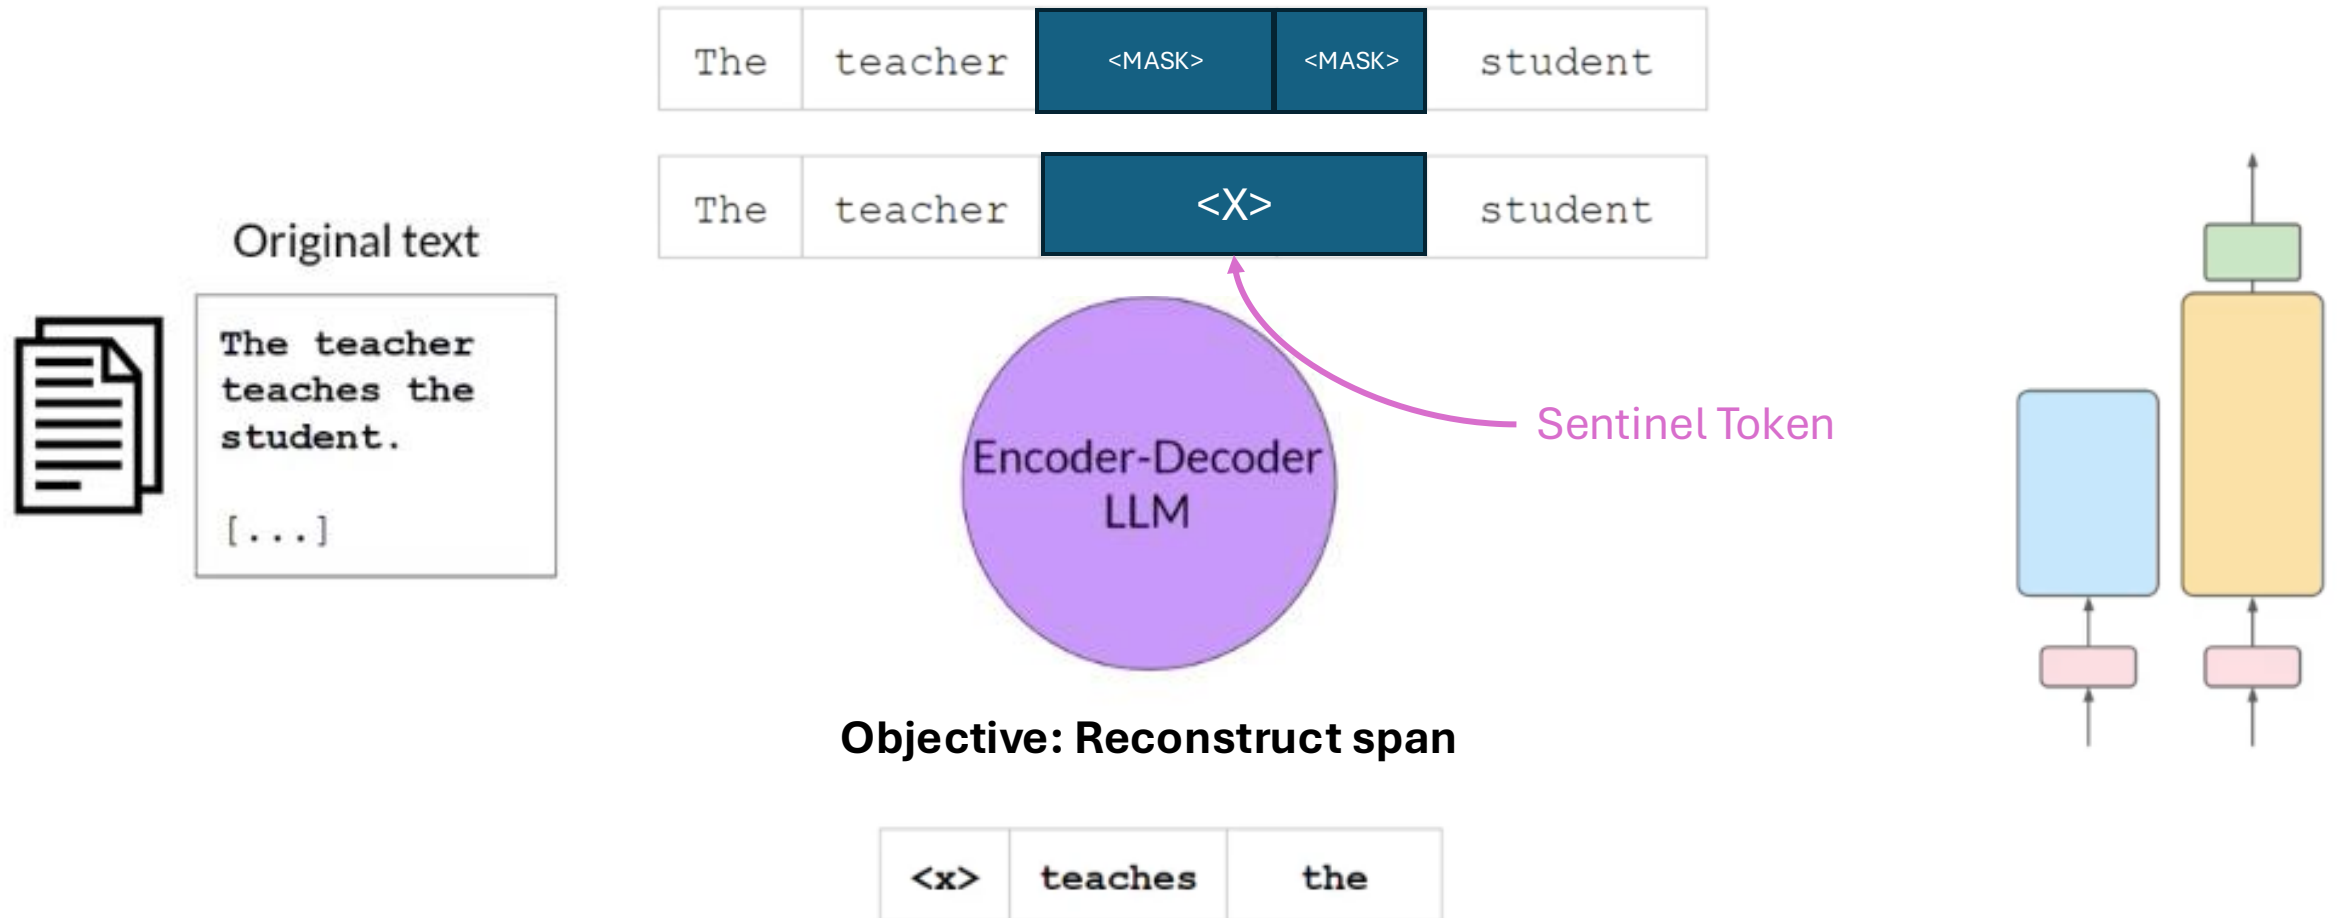 The teacher <MASK> <MASK> student
The teacher <X> student
Original text
The teacher
teaches the
student.
[...]
Sentinel Token
Encoder-Decoder
LLM
Objective: Reconstruct span
<x> teaches the